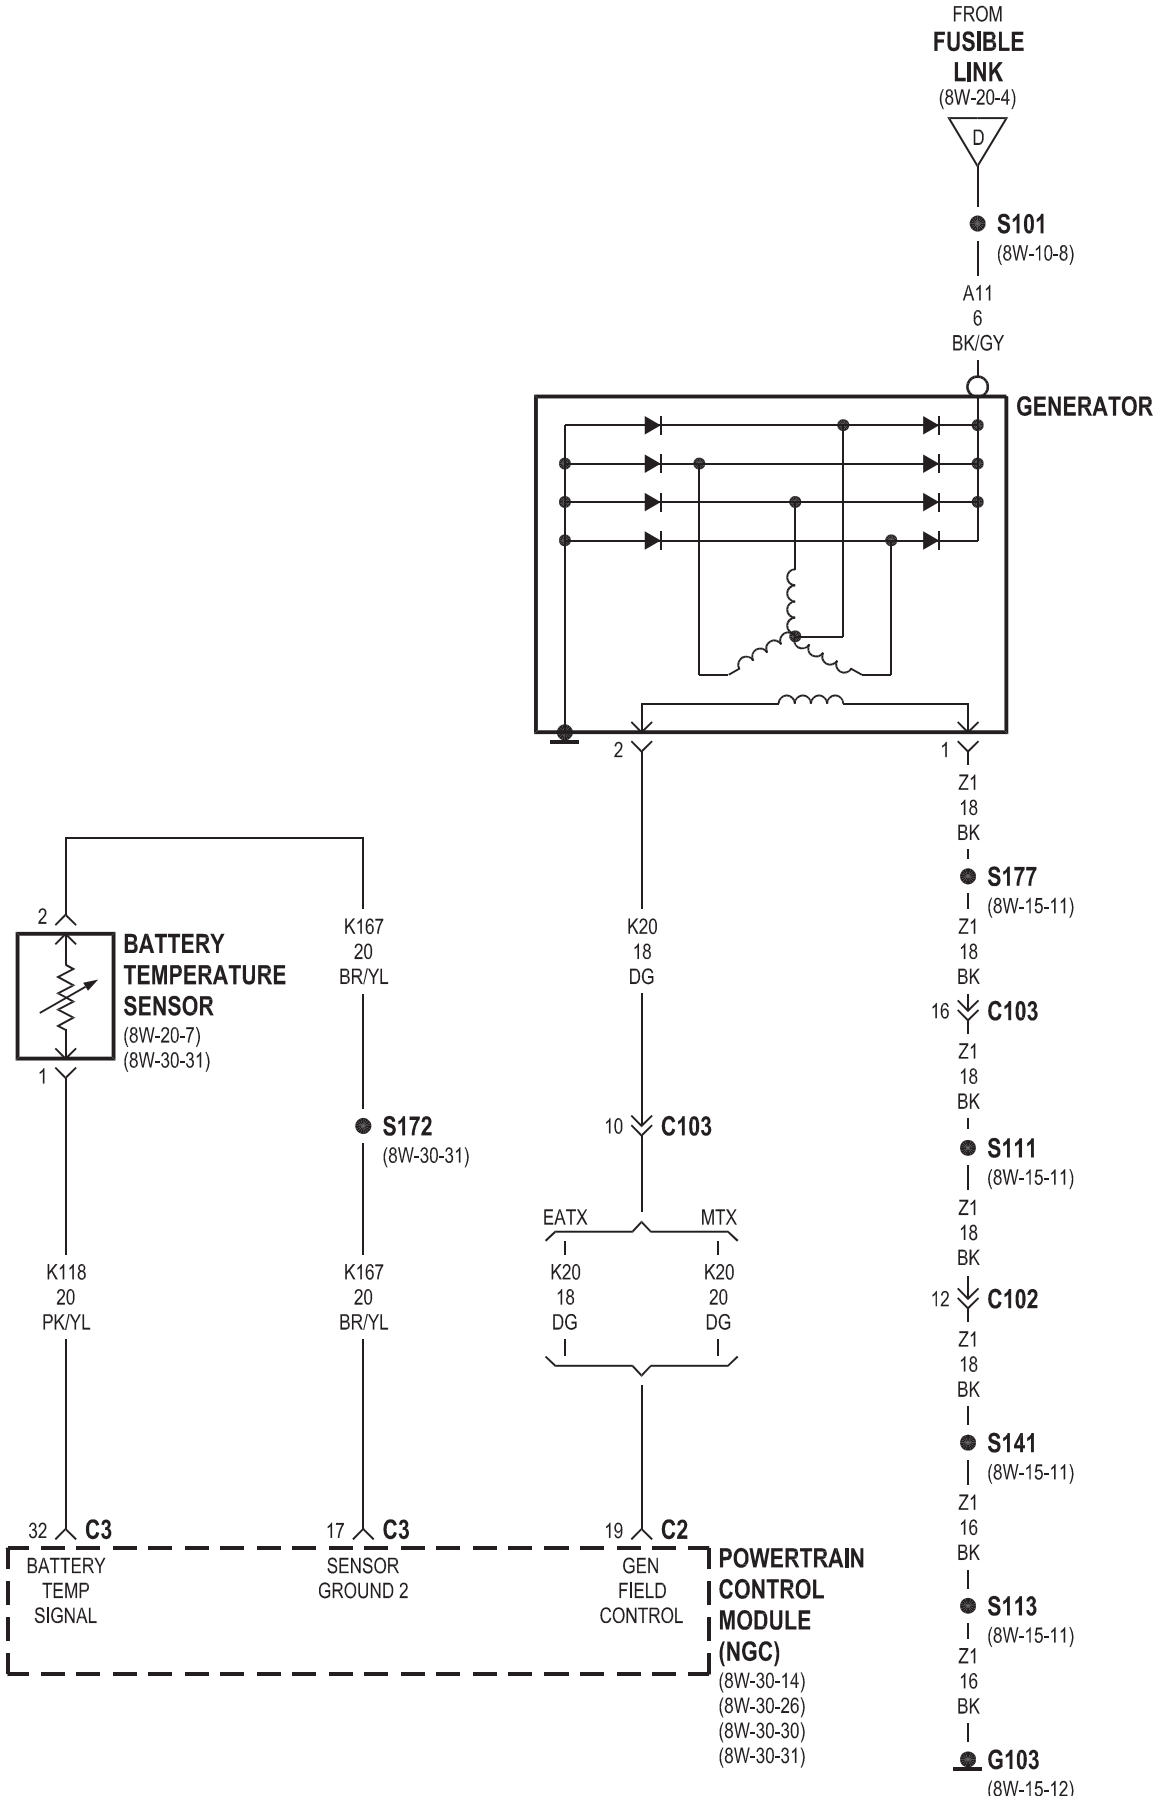 FROM
FUSIBLE
LINK
(8W-20-4)
D
S101
(8W-10-8)
A11
6
BK/GY
GENERATOR
2
1
Z1
18
BK
S177
(8W-15-11)
Z1
18
BK
16
C103
Z1
18
BK
S111
(8W-15-11)
Z1
18
BK
12
C102
Z1
18
BK
S141
(8W-15-11)
Z1
16
BK
S113
(8W-15-11)
Z1
16
BK
G103
(8W-15-12)
K20
18
DG
10
C103
EATX
MTX
K20
18
DG
K20
20
DG
19
C2
2
BATTERY
TEMPERATURE
SENSOR
(8W-20-7)
(8W-30-31)
1
K167
20
BR/YL
S172
(8W-30-31)
K118
20
PK/YL
K167
20
BR/YL
32
C3
17
C3
BATTERY
TEMP
SIGNAL
SENSOR
GROUND 2
GEN
FIELD
CONTROL
POWERTRAIN
CONTROL
MODULE
(NGC)
(8W-30-14)
(8W-30-26)
(8W-30-30)
(8W-30-31)